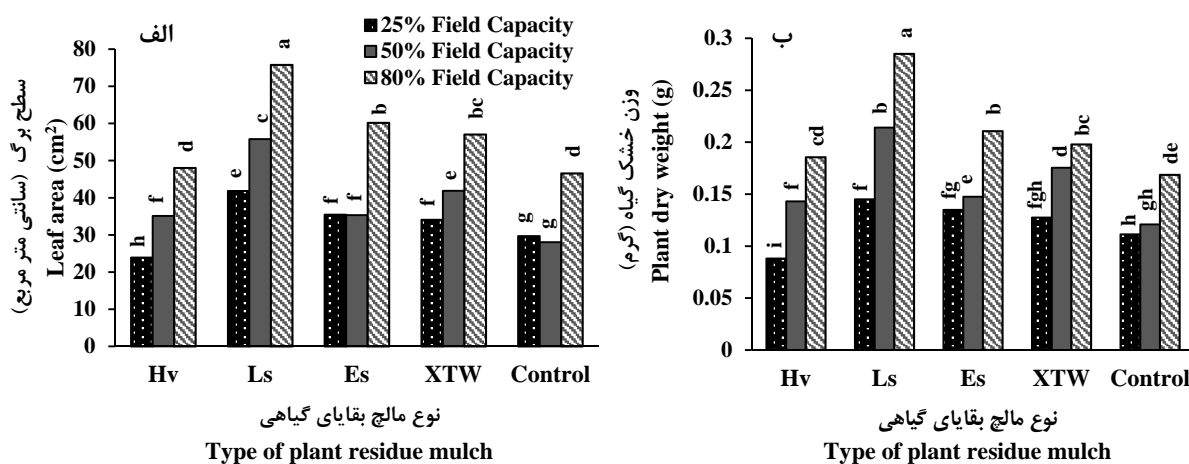 الف
25% Field Capacity
50% Field Capacity
80% Field Capacity
سطح برگ (سانتی متر مربع)
Leaf area (cm²)
80
70
60
50
40
30
20
10
0
h f d
e c a
f f b
f e bc
g g d
Hv Ls Es XTW Control
نوع مالچ بقایای گیاهی
Type of plant residue mulch
ب
وزن خشک گیاه (گرم)
Plant dry weight (g)
0.3
0.25
0.2
0.15
0.1
0.05
0
i f cd
f b a
fg e b
fgh d bc
h gh de
Hv Ls Es XTW Control
نوع مالچ بقایای گیاهی
Type of plant residue mulch